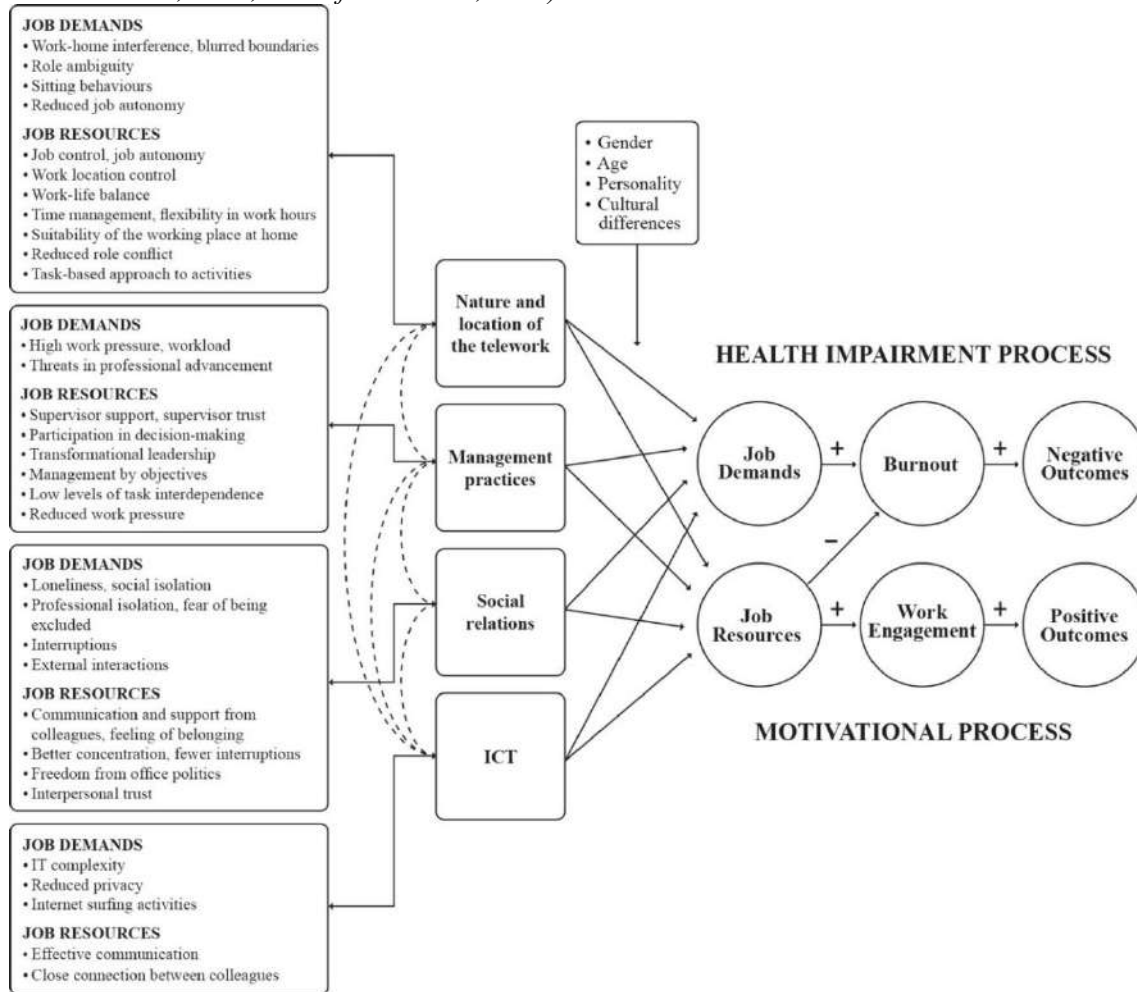 JOB DEMANDS
• Work-home interference, blurred boundaries
• Role ambiguity
• Sitting behaviours
• Reduced job autonomy
JOB RESOURCES
• Job control, job autonomy
• Work location control
• Work-life balance
• Time management, flexibility in work hours
• Suitability of the working place at home
• Reduced role conflict
• Task-based approach to activities
JOB DEMANDS
• High work pressure, workload
• Threats in professional advancement
JOB RESOURCES
• Supervisor support, supervisor trust
• Participation in decision-making
• Transformational leadership
• Management by objectives
• Low levels of task interdependence
• Reduced work pressure
JOB DEMANDS
• Loneliness, social isolation
• Professional isolation, fear of being
excluded
• Interruptions
• External interactions
JOB RESOURCES
• Communication and support from
colleagues, feeling of belonging
• Better concentration, fewer interruptions
• Freedom from office politics
• Interpersonal trust
JOB DEMANDS
• IT complexity
• Reduced privacy
• Internet surfing activities
JOB RESOURCES
• Effective communication
• Close connection between colleagues
Nature and
location of
the telework
Management
practices
Social
relations
ICT
• Gender
• Age
• Personality
• Cultural
differences
HEALTH IMPAIRMENT PROCESS
Job
Demands
+
Burnout
+
Negative
Outcomes
−
Job
Resources
+
Work
Engagement
+
Positive
Outcomes
MOTIVATIONAL PROCESS